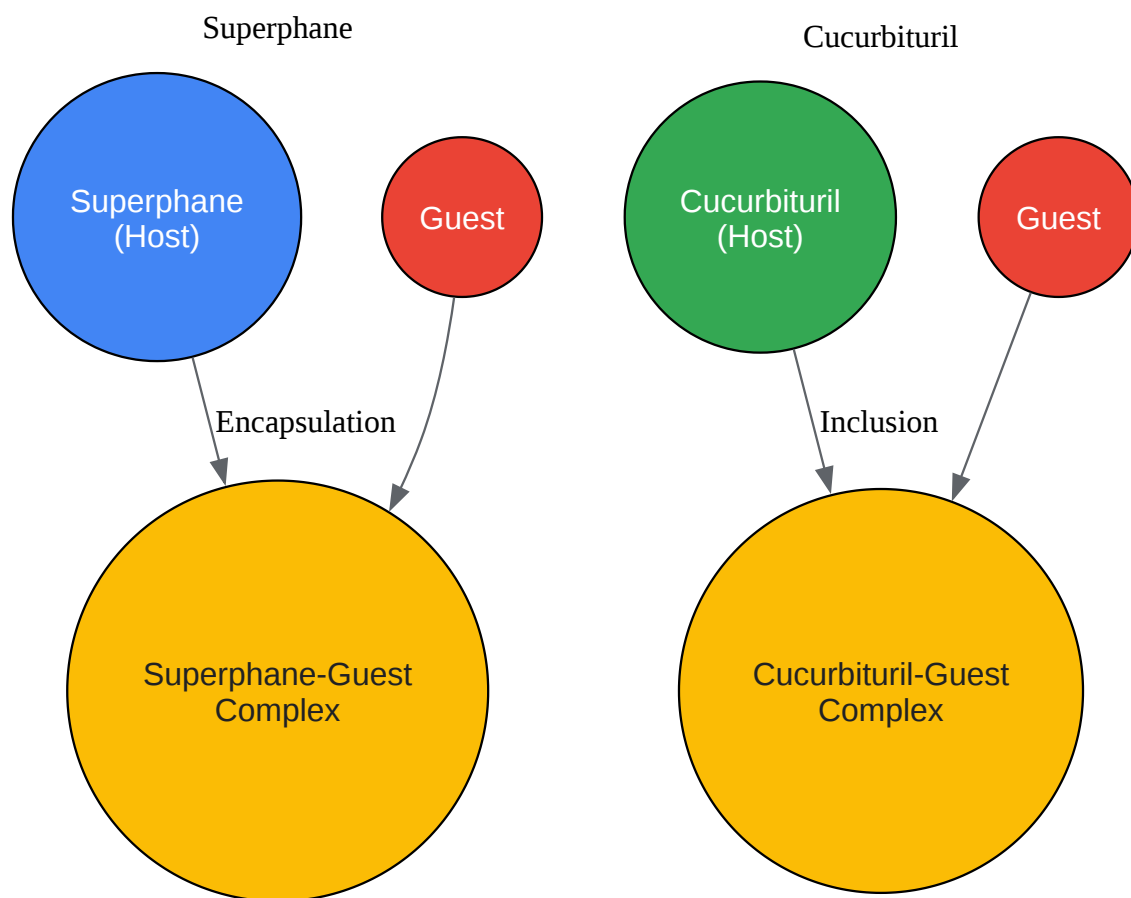 Superphane
Cucurbituril
Superphane
(Host)
Guest
Cucurbituril
(Host)
Guest
Encapsulation
Inclusion
Superphane-Guest
Complex
Cucurbituril-Guest
Complex